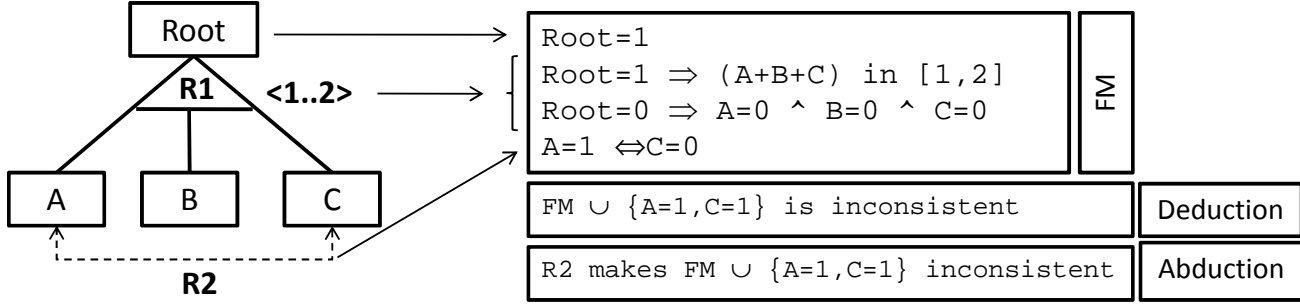 Root
R1
<1..2>
A
B
C
R2
Root=1
Root=1 ⇒ (A+B+C) in [1,2]
Root=0 ⇒ A=0 ^ B=0 ^ C=0
A=1 ⇔C=0
FM
FM ∪ {A=1,C=1} is inconsistent
Deduction
R2 makes FM ∪ {A=1,C=1} inconsistent
Abduction